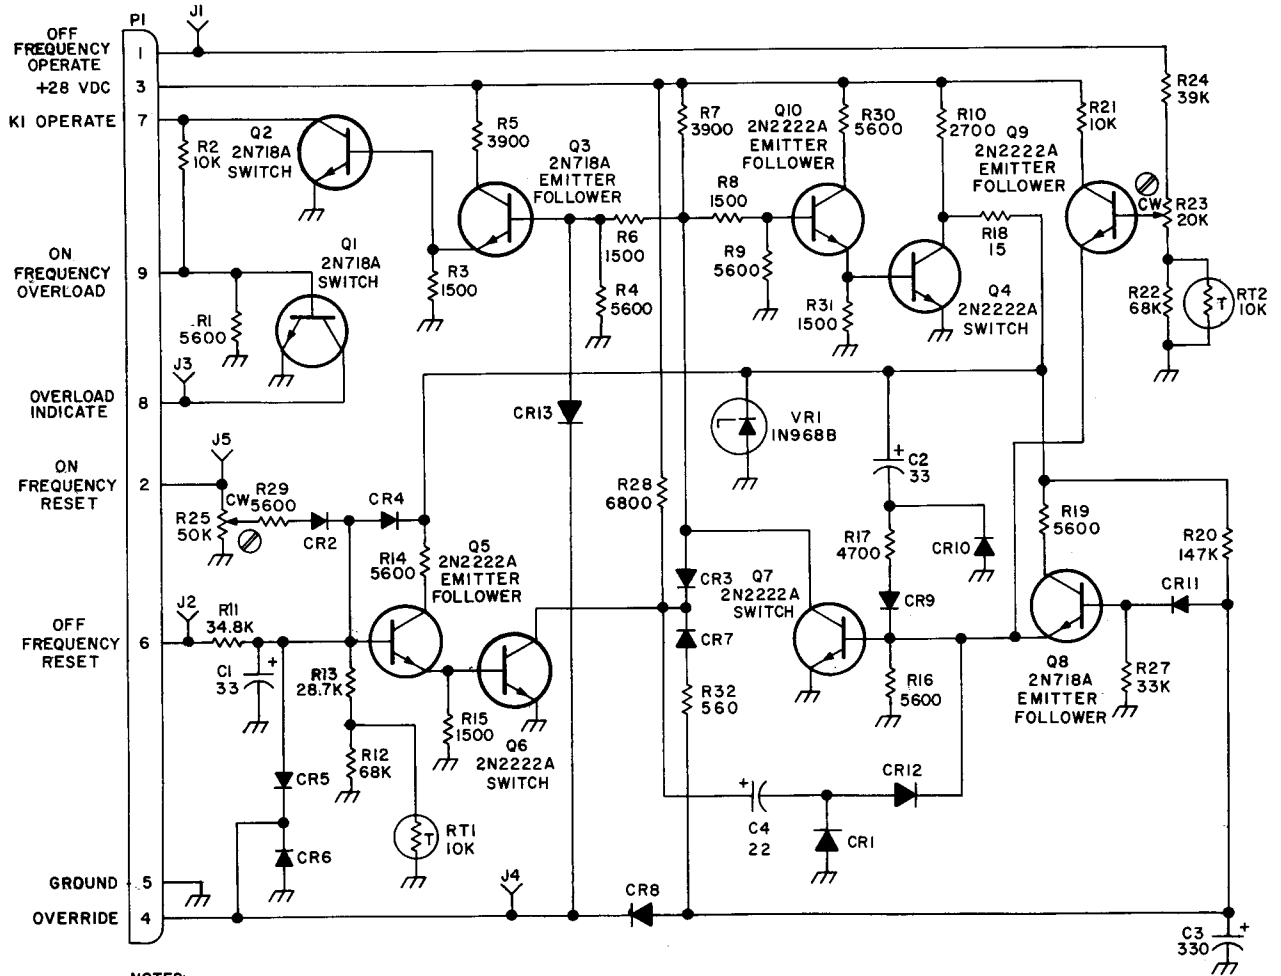 P1
J1
OFF
FREQUENCY
OPERATE
1
+28 VDC
3
K1 OPERATE
7
R2
10K
Q2
2N718A
SWITCH
R5
3900
Q3
2N718A
EMITTER
FOLLOWER
R7
3900
Q10
2N2222A
EMITTER
FOLLOWER
R30
5600
R10
2700
Q9
2N2222A
EMITTER
FOLLOWER
R21
10K
R24
39K
R8
1500
CW
R23
20K
R6
1500
R9
5600
R18
15
ON
FREQUENCY
OVERLOAD
9
Q1
2N718A
SWITCH
R3
1500
R4
5600
R31
1500
Q4
2N2222A
SWITCH
R22
68K
T
RT2
10K
R1
5600
J3
OVERLOAD
INDICATE
8
CR13
VR1
1N968B
J5
ON
FREQUENCY
RESET
2
CW
R29
5600
CR4
R28
6800
+
C2
33
R25
50K
CR2
R14
5600
Q5
2N2222A
EMITTER
FOLLOWER
R17
4700
CR10
R19
5600
R20
147K
CR3
Q7
2N2222A
SWITCH
CR9
CR11
J2
OFF
FREQUENCY
RESET
6
R11
34.8K
CR7
C1
33
+
R13
28.7K
R32
560
R16
5600
Q8
2N718A
EMITTER
FOLLOWER
R27
33K
R15
1500
Q6
2N2222A
SWITCH
R12
68K
CR5
CR12
+
C4
22
CR1
T
RT1
10K
CR6
GROUND
5
J4
CR8
OVERRIDE
4
C3
330
+
NOTES: